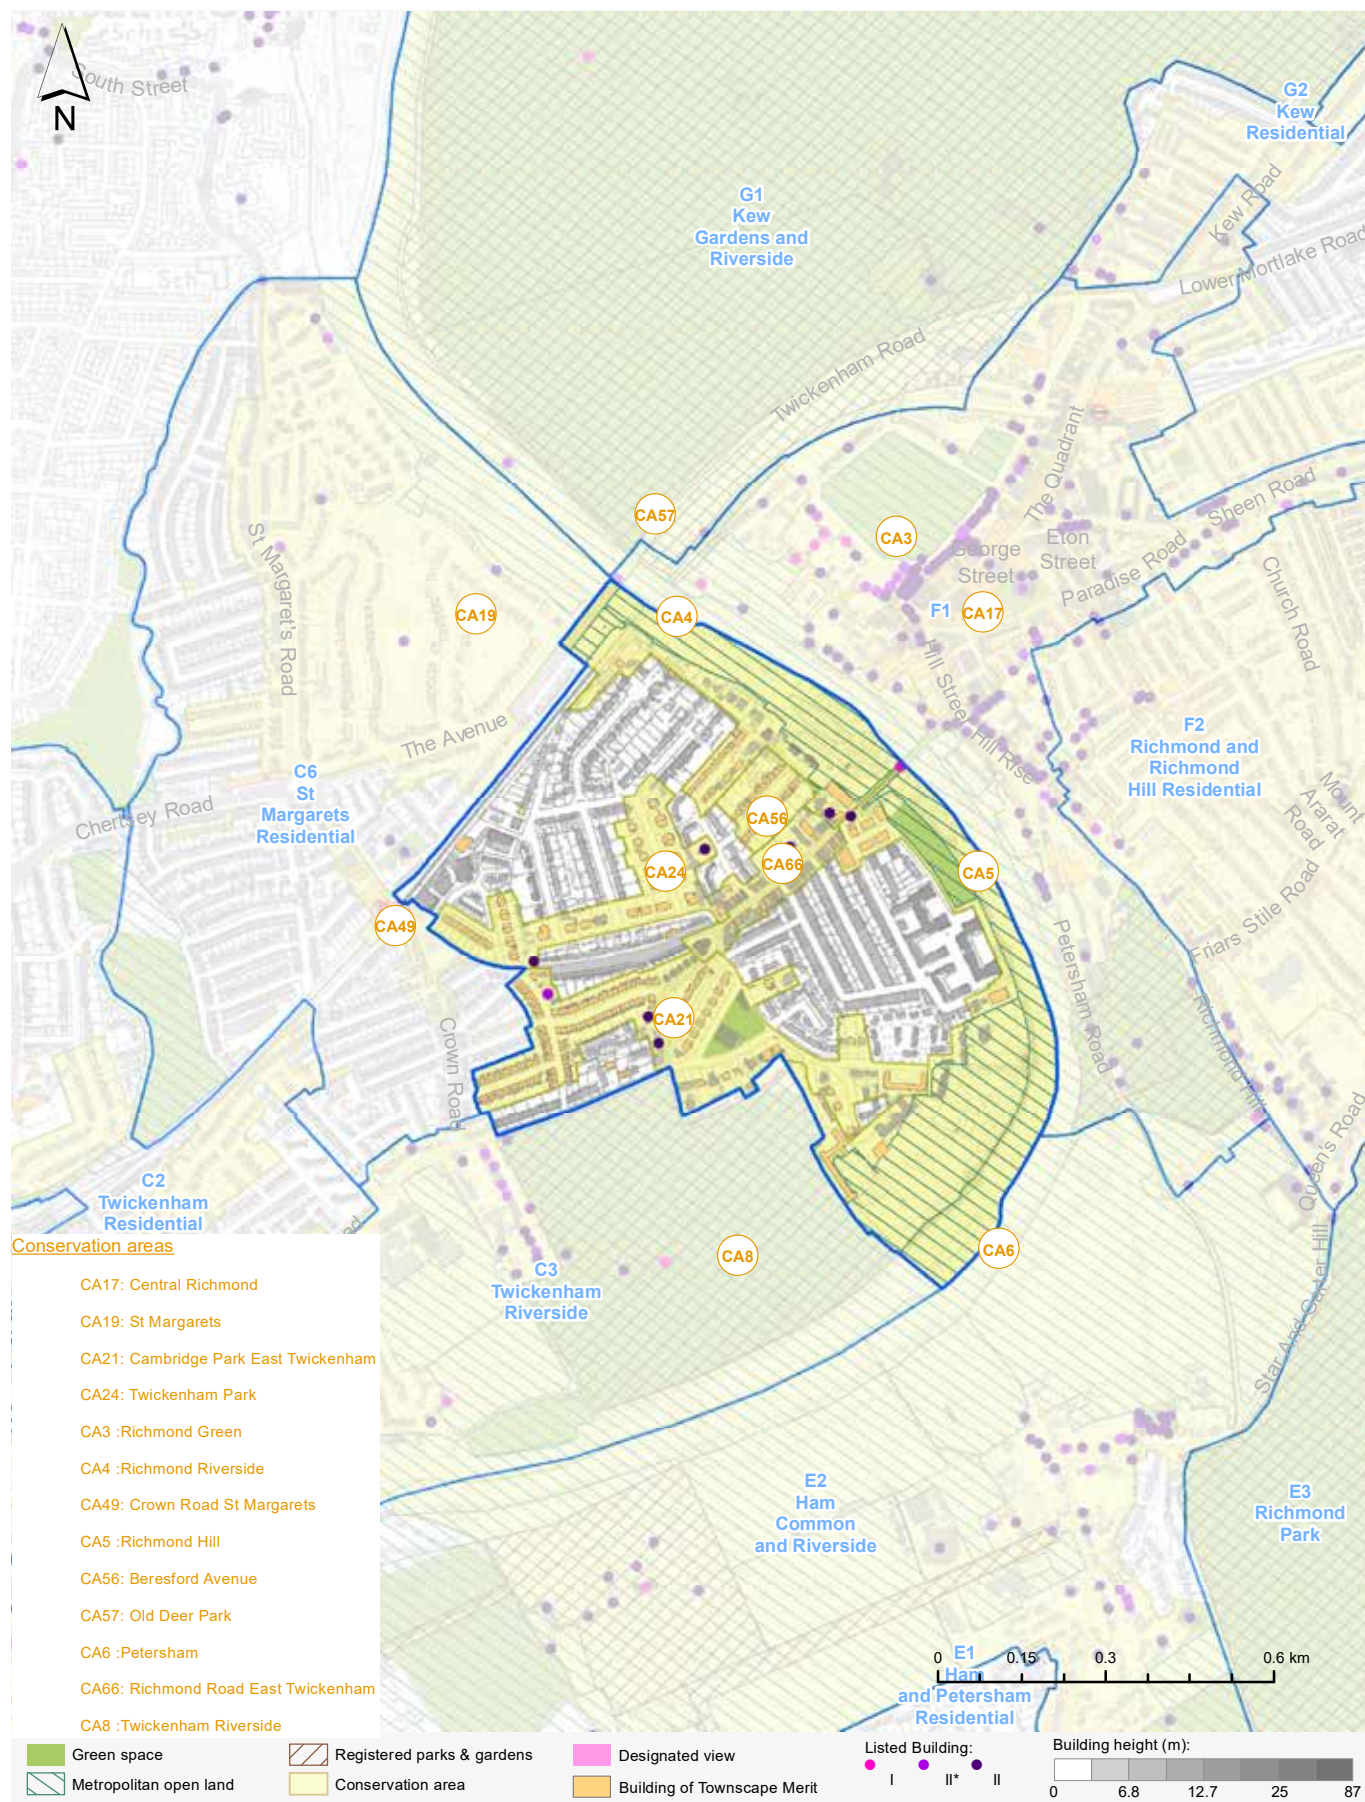 South Street
N
G2
Kew
Residential
G1
Kew
Gardens and
Riverside
Kew Road
Lower Mortlake Road
Twickenham Road
The Quadrant
Sheen Road
CA57
CA3
George
Street
Eton
Street
Paradise Road
Church Road
St Margaret's Road
CA19
CA4
F1
CA17
Hill Street
Hill Rise
The Avenue
F2
Richmond and
Richmond
Hill Residential
C6
St
Margarets
Residential
Chertsey Road
Mount
Ararat
Road
CA56
CA66
CA24
CA5
CA49
Friars Stile Road
Petersham Road
CA21
Richmond Hill
Crown Road
Queen's Road
C2
Twickenham
Residential
CA8
CA6
C3
Twickenham
Riverside
Star And Garter Hill
Conservation areas
CA17: Central Richmond
CA19: St Margarets
CA21: Cambridge Park East Twickenham
CA24: Twickenham Park
CA3 :Richmond Green
CA4 :Richmond Riverside
CA49: Crown Road St Margarets
CA5 :Richmond Hill
CA56: Beresford Avenue
CA57: Old Deer Park
CA6 :Petersham
CA66: Richmond Road East Twickenham
CA8 :Twickenham Riverside
E2
Ham
Common
and Riverside
E3
Richmond
Park
E1
Ham
and Petersham
Residential
0 0.15 0.3 0.6 km
Green space
Metropolitan open land
Registered parks & gardens
Conservation area
Designated view
Building of Townscape Merit
Listed Building:
I II* II
Building height (m):
0 6.8 12.7 25 87